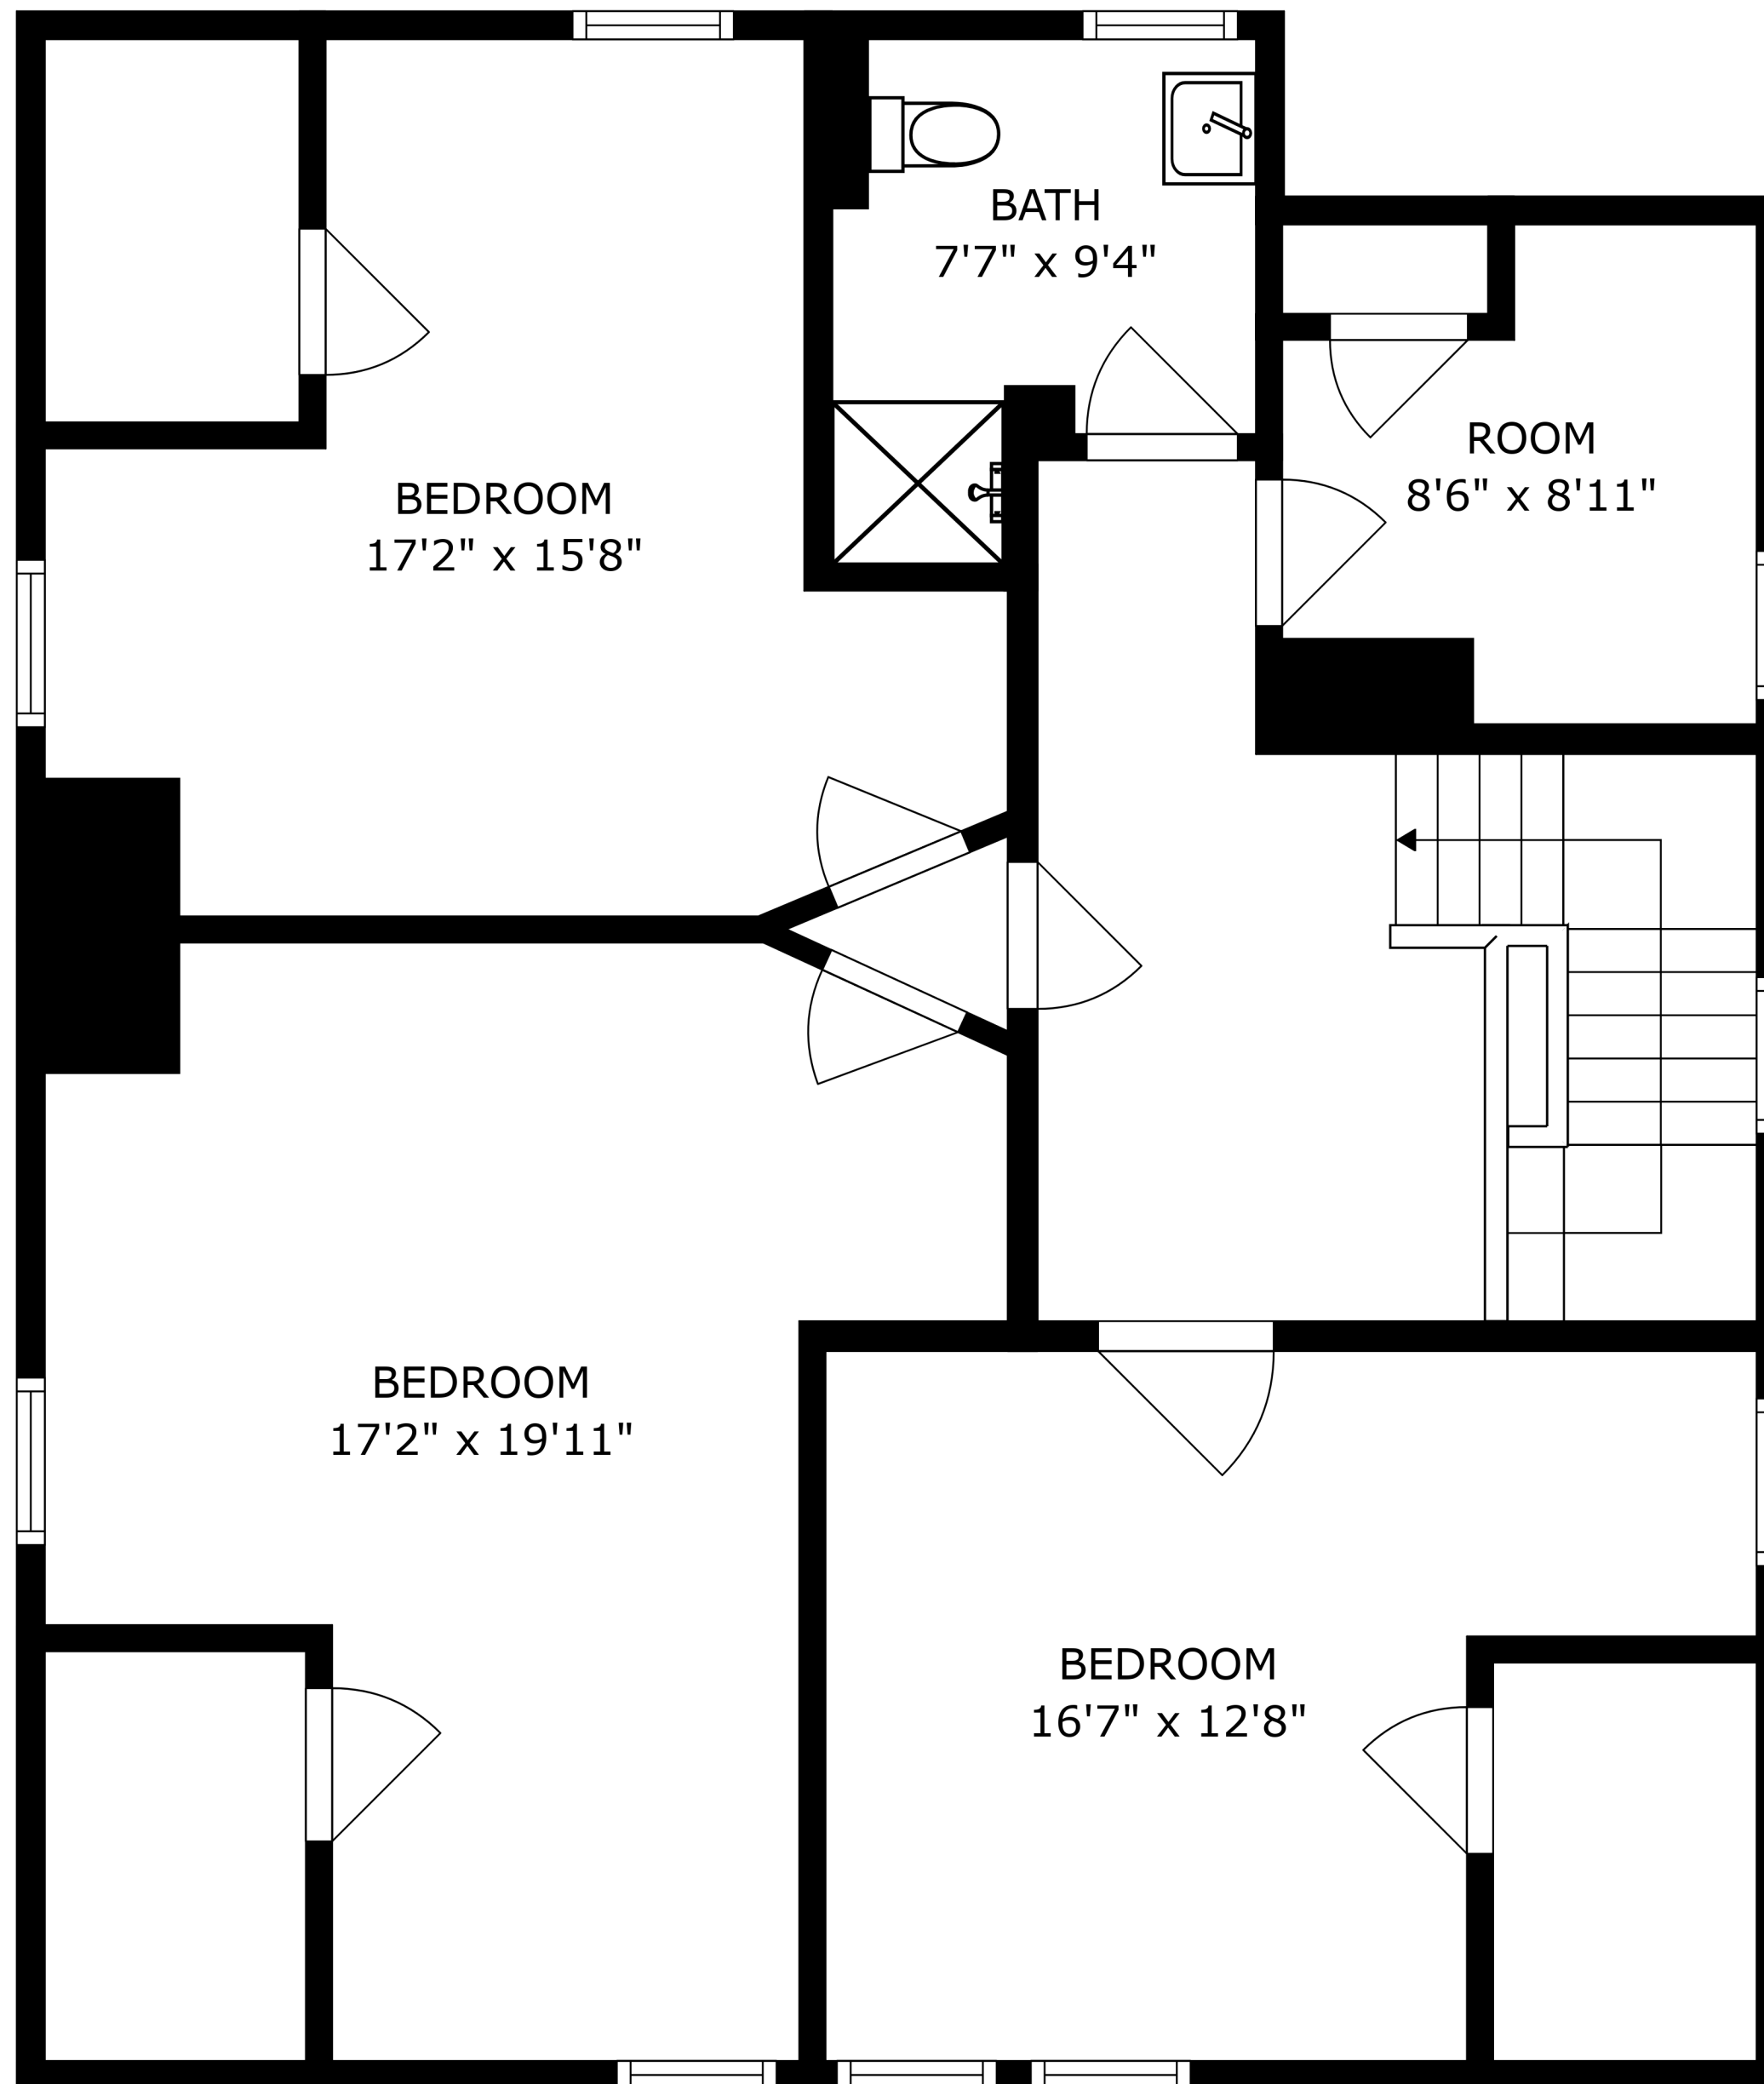 BATH
7'7" x 9'4"
ROOM
8'6" x 8'11"
BEDROOM
17'2" x 15'8"
BEDROOM
17'2" x 19'11"
BEDROOM
16'7" x 12'8"